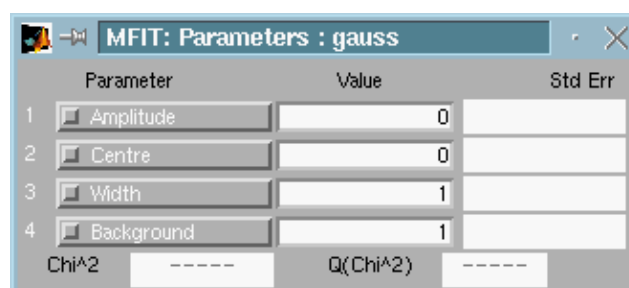 MFIT: Parameters : gauss
Parameter Value Std Err
1 Amplitude 0
2 Centre 0
3 Width 1
4 Background 1
Chi^2 ----- Q(Chi^2) -----